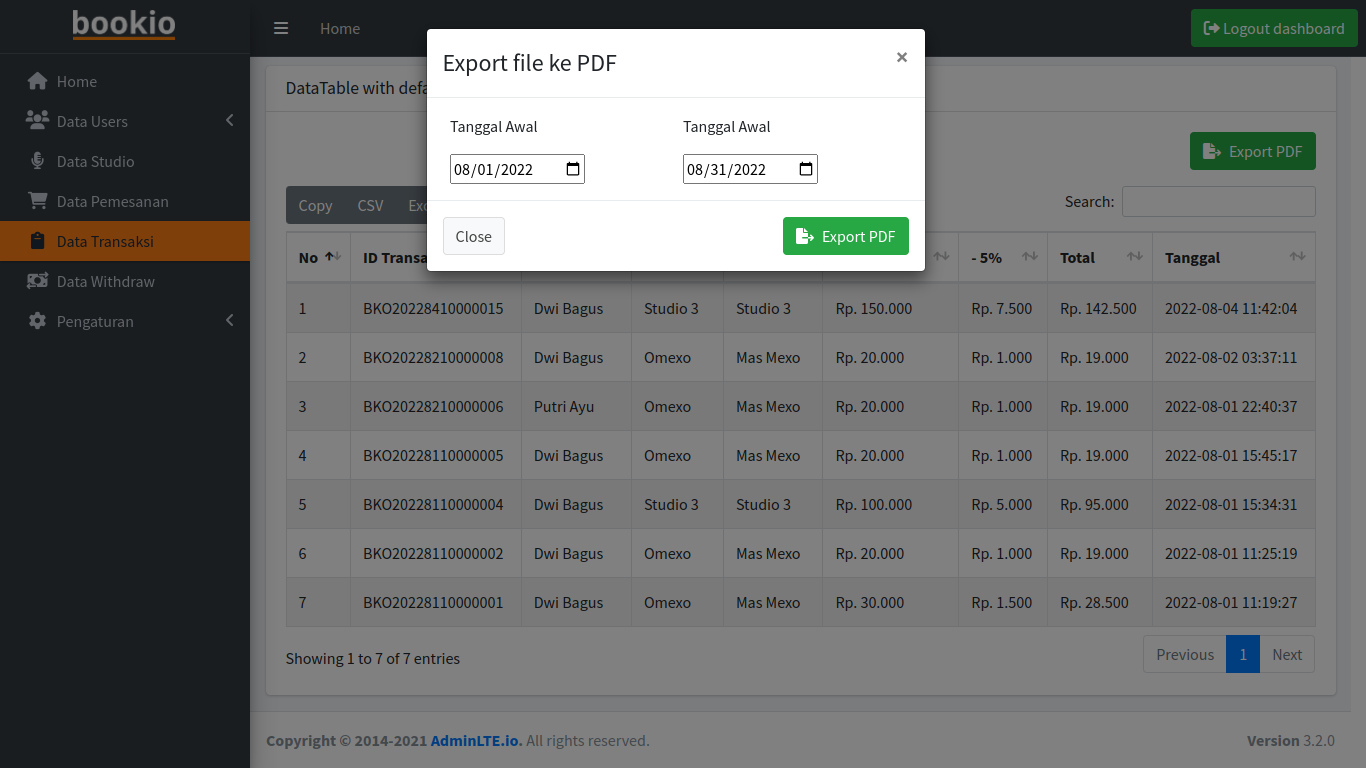 bookio
Home
Logout dashboard
Home
Data Users
Data Studio
Data Pemesanan
Data Transaksi
Data Withdraw
Pengaturan
Export file ke PDF
×
Tanggal Awal Tanggal Awal
08/01/2022 08/31/2022
Close Export PDF
DataTable with defa
Export PDF
Copy CSV Exc
Search:
No ID Transa - 5% Total Tanggal
1 BKO20228410000015 Dwi Bagus Studio 3 Studio 3 Rp. 150.000 Rp. 7.500 Rp. 142.500 2022-08-04 11:42:04
2 BKO20228210000008 Dwi Bagus Omexo Mas Mexo Rp. 20.000 Rp. 1.000 Rp. 19.000 2022-08-02 03:37:11
3 BKO20228210000006 Putri Ayu Omexo Mas Mexo Rp. 20.000 Rp. 1.000 Rp. 19.000 2022-08-01 22:40:37
4 BKO20228110000005 Dwi Bagus Omexo Mas Mexo Rp. 20.000 Rp. 1.000 Rp. 19.000 2022-08-01 15:45:17
5 BKO20228110000004 Dwi Bagus Studio 3 Studio 3 Rp. 100.000 Rp. 5.000 Rp. 95.000 2022-08-01 15:34:31
6 BKO20228110000002 Dwi Bagus Omexo Mas Mexo Rp. 20.000 Rp. 1.000 Rp. 19.000 2022-08-01 11:25:19
7 BKO20228110000001 Dwi Bagus Omexo Mas Mexo Rp. 30.000 Rp. 1.500 Rp. 28.500 2022-08-01 11:19:27
Showing 1 to 7 of 7 entries
Previous 1 Next
Copyright © 2014-2021 AdminLTE.io. All rights reserved.
Version 3.2.0